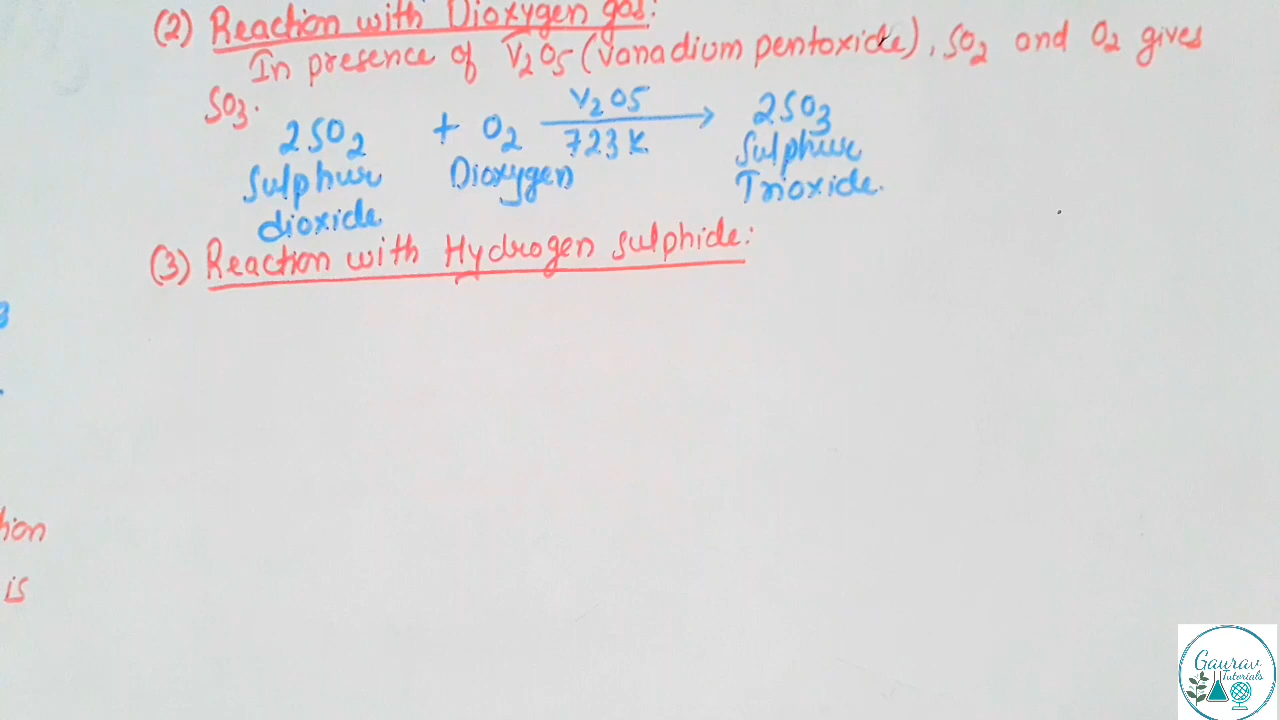 (2) Reaction with Dioxygen gas:
In presence of V2O5 (Vanadium pentoxide), SO2 and O2 gives
SO3.
2SO2 + O2 V2O5 723 K. 2SO3
Sulphur Dioxygen Sulphur
dioxide. Trioxide.
(3) Reaction with Hydrogen sulphide:
is
Gaurav
Tutorials